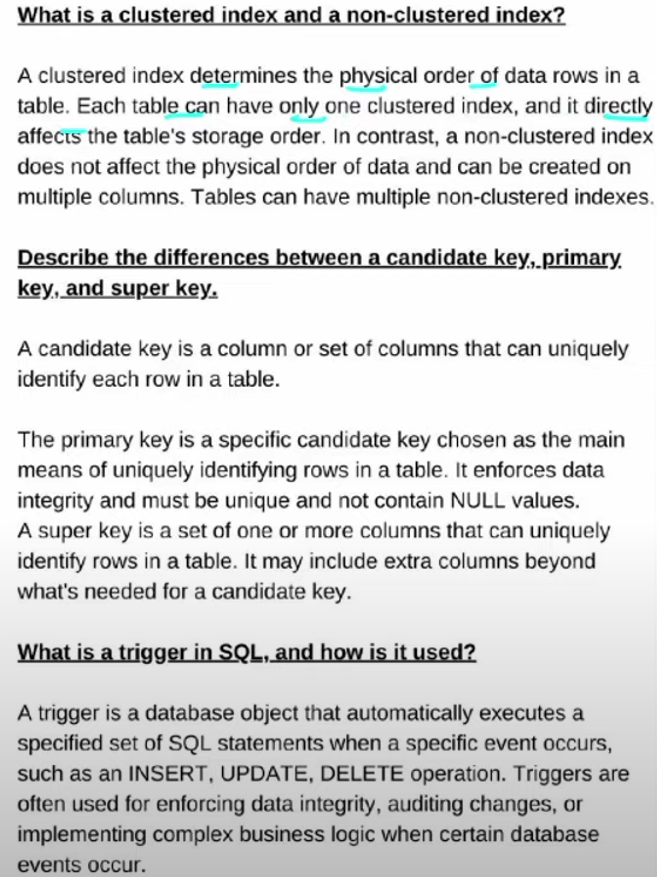 What is a clustered index and a non-clustered index?
A clustered index determines the physical order of data rows in a
table. Each table can have only one clustered index, and it directly
affects the table's storage order. In contrast, a non-clustered index
does not affect the physical order of data and can be created on
multiple columns. Tables can have multiple non-clustered indexes.
Describe the differences between a candidate key, primary
key, and super key.
A candidate key is a column or set of columns that can uniquely
identify each row in a table.
The primary key is a specific candidate key chosen as the main
means of uniquely identifying rows in a table. It enforces data
integrity and must be unique and not contain NULL values.
A super key is a set of one or more columns that can uniquely
identify rows in a table. It may include extra columns beyond
what's needed for a candidate key.
What is a trigger in SQL, and how is it used?
A trigger is a database object that automatically executes a
specified set of SQL statements when a specific event occurs,
such as an INSERT, UPDATE, DELETE operation. Triggers are
often used for enforcing data integrity, auditing changes, or
implementing complex business logic when certain database
events occur.